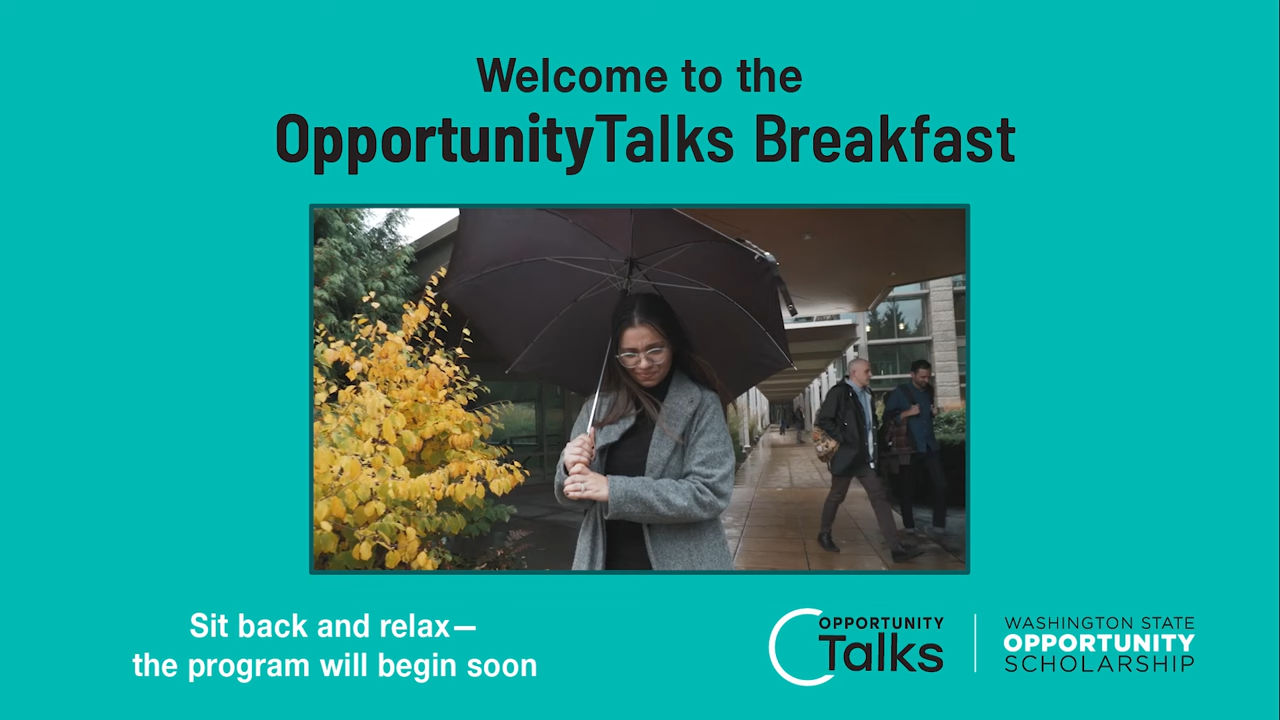 Welcome to the
OpportunityTalks Breakfast
Sit back and relax—
the program will begin soon
OPPORTUNITY
Talks
WASHINGTON STATE
OPPORTUNITY
SCHOLARSHIP